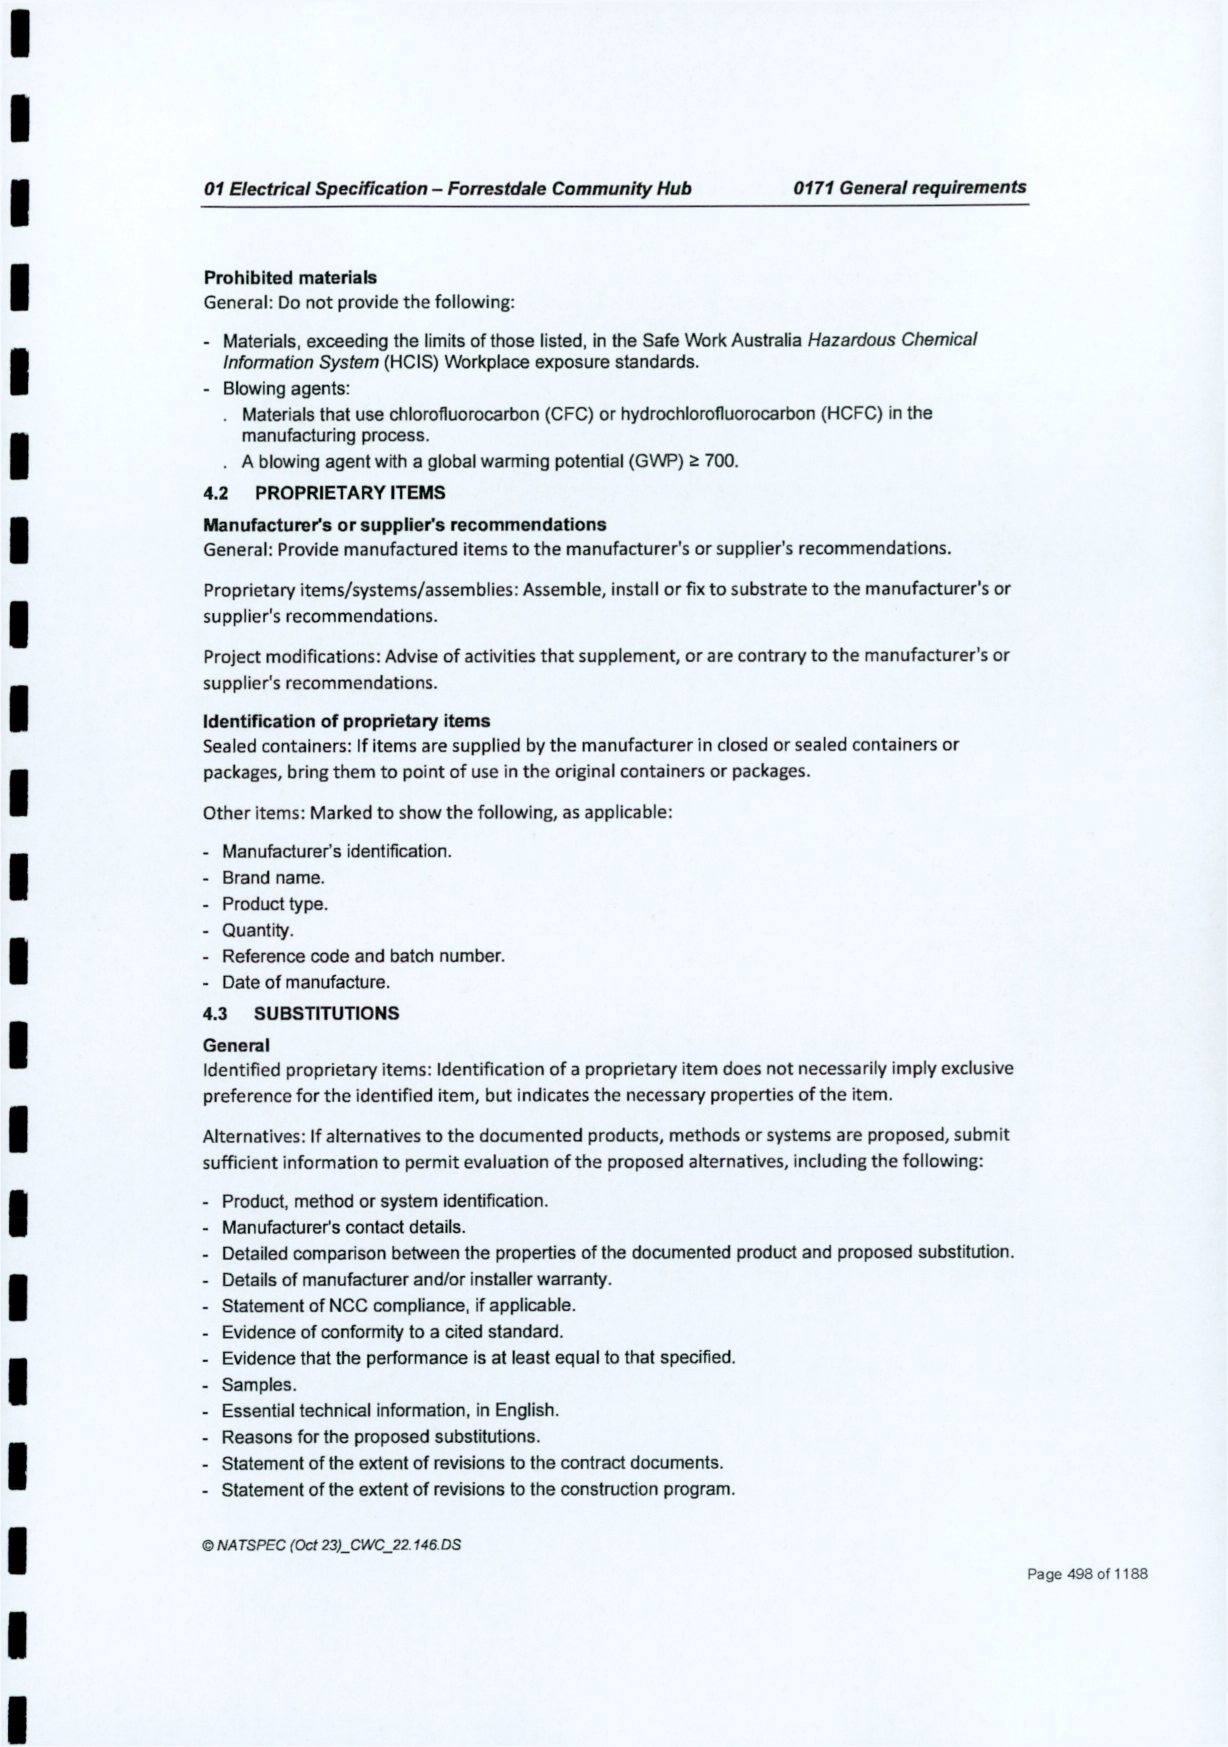 01 Electrical Specification – Forrestdale Community Hub 0171 General requirements
Prohibited materials
General: Do not provide the following:
- Materials, exceeding the limits of those listed, in the Safe Work Australia Hazardous Chemical
Information System (HCIS) Workplace exposure standards.
- Blowing agents:
. Materials that use chlorofluorocarbon (CFC) or hydrochlorofluorocarbon (HCFC) in the
manufacturing process.
. A blowing agent with a global warming potential (GWP) ≥ 700.
4.2 PROPRIETARY ITEMS
Manufacturer's or supplier's recommendations
General: Provide manufactured items to the manufacturer's or supplier's recommendations.
Proprietary items/systems/assemblies: Assemble, install or fix to substrate to the manufacturer's or
supplier's recommendations.
Project modifications: Advise of activities that supplement, or are contrary to the manufacturer's or
supplier's recommendations.
Identification of proprietary items
Sealed containers: If items are supplied by the manufacturer in closed or sealed containers or
packages, bring them to point of use in the original containers or packages.
Other items: Marked to show the following, as applicable:
- Manufacturer's identification.
- Brand name.
- Product type.
- Quantity.
- Reference code and batch number.
- Date of manufacture.
4.3 SUBSTITUTIONS
General
Identified proprietary items: Identification of a proprietary item does not necessarily imply exclusive
preference for the identified item, but indicates the necessary properties of the item.
Alternatives: If alternatives to the documented products, methods or systems are proposed, submit
sufficient information to permit evaluation of the proposed alternatives, including the following:
- Product, method or system identification.
- Manufacturer's contact details.
- Detailed comparison between the properties of the documented product and proposed substitution.
- Details of manufacturer and/or installer warranty.
- Statement of NCC compliance, if applicable.
- Evidence of conformity to a cited standard.
- Evidence that the performance is at least equal to that specified.
- Samples.
- Essential technical information, in English.
- Reasons for the proposed substitutions.
- Statement of the extent of revisions to the contract documents.
- Statement of the extent of revisions to the construction program.
© NATSPEC (Oct 23)_CWC_22.146.DS
Page 498 of 1188